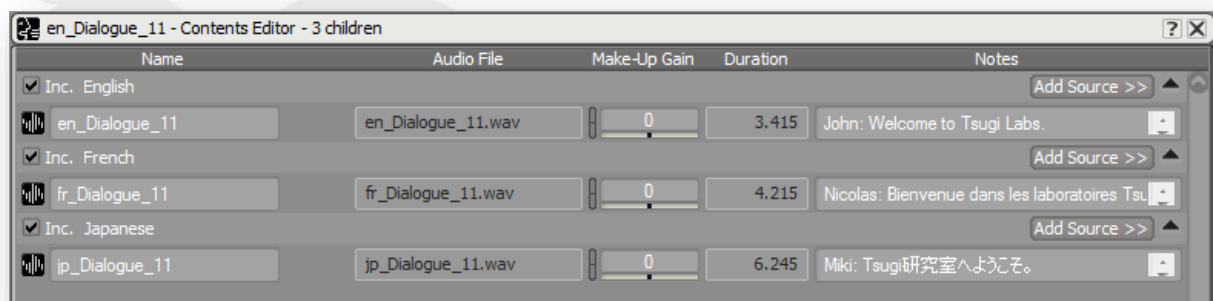 en_Dialogue_11 - Contents Editor - 3 children
Name Audio File Make-Up Gain Duration Notes
Inc. English Add Source >>
en_Dialogue_11 en_Dialogue_11.wav 0 3.415 John: Welcome to Tsugi Labs.
Inc. French Add Source >>
fr_Dialogue_11 fr_Dialogue_11.wav 0 4.215 Nicolas: Bienvenue dans les laboratoires Tsu
Inc. Japanese Add Source >>
jp_Dialogue_11 jp_Dialogue_11.wav 0 6.245 Miki: Tsugi研究室へようこそ。